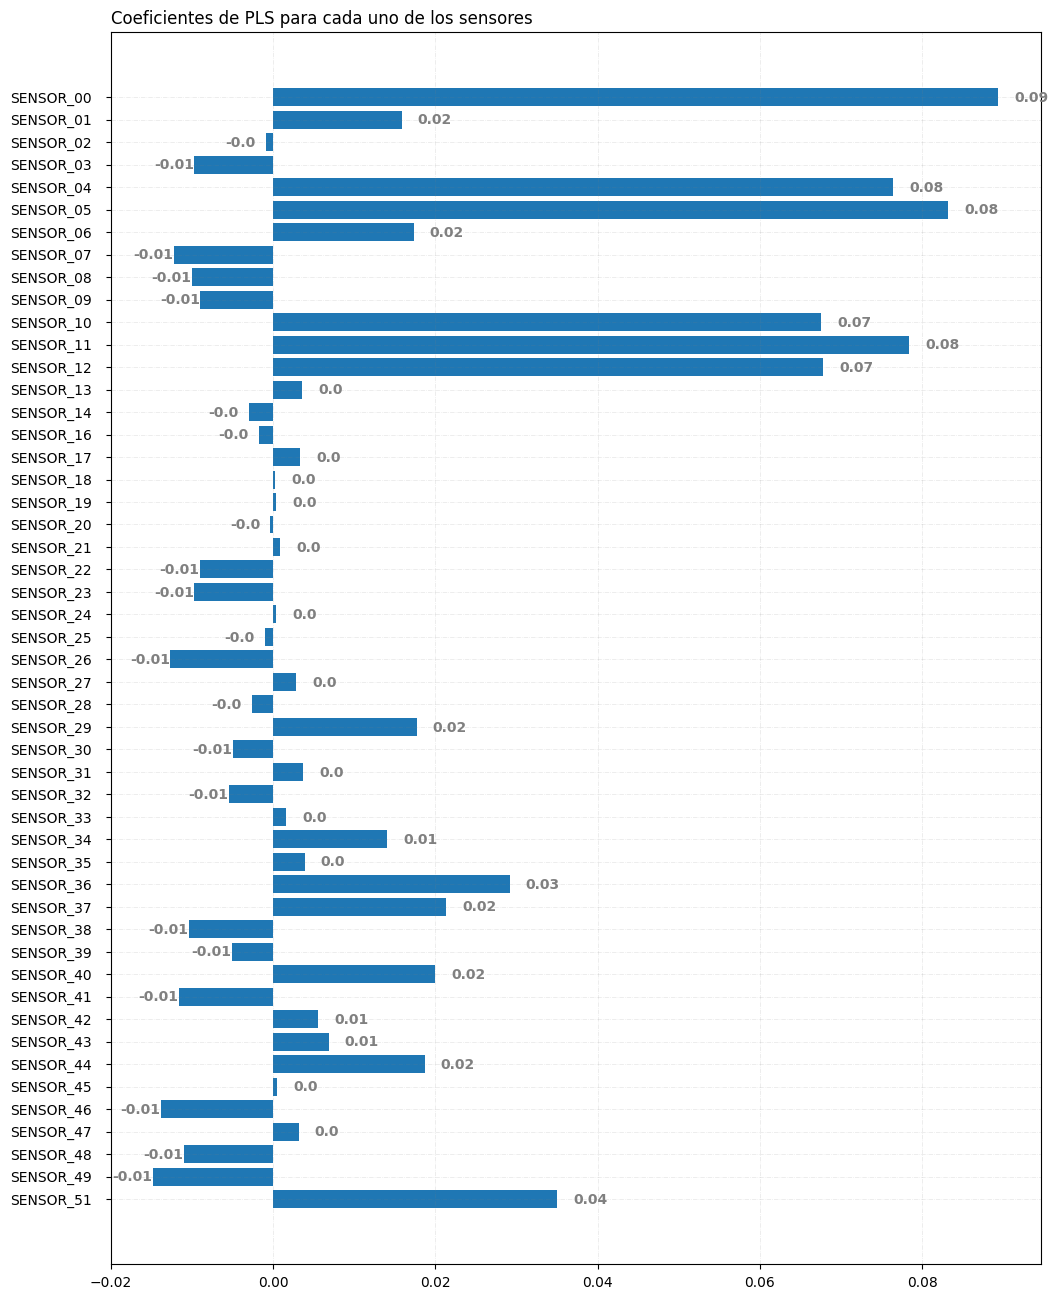 Coeficientes de PLS para cada uno de los sensores
SENSOR_00 0.09
SENSOR_01 0.02
SENSOR_02 -0.0
SENSOR_03 -0.01
SENSOR_04 0.08
SENSOR_05 0.08
SENSOR_06 0.02
SENSOR_07 -0.01
SENSOR_08 -0.01
SENSOR_09 -0.01
SENSOR_10 0.07
SENSOR_11 0.08
SENSOR_12 0.07
SENSOR_13 0.0
SENSOR_14 -0.0
SENSOR_16 -0.0
SENSOR_17 0.0
SENSOR_18 0.0
SENSOR_19 0.0
SENSOR_20 -0.0
SENSOR_21 0.0
SENSOR_22 -0.01
SENSOR_23 -0.01
SENSOR_24 0.0
SENSOR_25 -0.0
SENSOR_26 -0.01
SENSOR_27 0.0
SENSOR_28 -0.0
SENSOR_29 0.02
SENSOR_30 -0.01
SENSOR_31 0.0
SENSOR_32 -0.01
SENSOR_33 0.0
SENSOR_34 0.01
SENSOR_35 0.0
SENSOR_36 0.03
SENSOR_37 0.02
SENSOR_38 -0.01
SENSOR_39 -0.01
SENSOR_40 0.02
SENSOR_41 -0.01
SENSOR_42 0.01
SENSOR_43 0.01
SENSOR_44 0.02
SENSOR_45 0.0
SENSOR_46 -0.01
SENSOR_47 0.0
SENSOR_48 -0.01
SENSOR_49 -0.01
SENSOR_51 0.04
−0.02 0.00 0.02 0.04 0.06 0.08